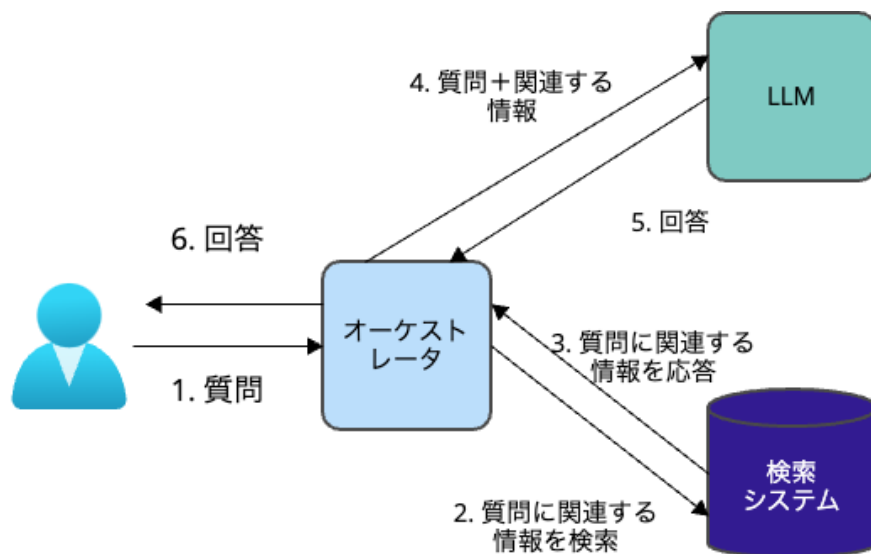 4. 質問+関連する
情報
LLM
5. 回答
6. 回答
オーケスト
レータ
1. 質問
3. 質問に関連する
情報を応答
検索
システム
2. 質問に関連する
情報を検索